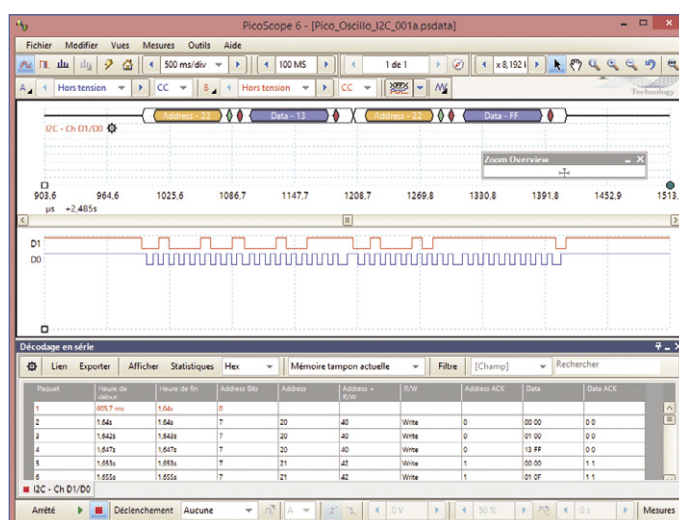 PicoScope 6 - [Pico_Oscillo_I2C_001a.psdata]
Fichier Modifier Vues Mesures Outils Aide
500 ms/div 100 MS 1 de 1 x 8,192
A Hors tension CC B Hors tension CC
Technology
Address - 22 Data - 13 Address - 22 Data - FF
I2C - Ch D1/D0
Zoom Overview
903,6 964,6 1025,6 1086,7 1147,7 1208,7 1269,8 1330,8 1391,8 1452,9 1513,
µs +2,485s
D1
D0
Décodage en série
Lien Exporter Afficher Statistiques Hex Mémoire tampon actuelle Filtre [Champ] Rechercher
Paquet Heure de début Heure de fin Address Bits Address Address + R/W R/W Address ACK Data Data ACK
1 605,7 ms 1,64s 0
2 1,64s 1,64s 7 20 40 Write 0 00 00 0 0
3 1,642s 1,643s 7 20 40 Write 0 01 00 0 0
4 1,647s 1,647s 7 20 40 Write 0 13 FF 0 0
5 1,653s 1,653s 7 21 42 Write 1 00 00 1 1
6 1,655s 1,655s 7 21 42 Write 1 01 0F 1 1
I2C - Ch D1/D0
Arrêté Déclenchement Aucune A 0 V 50 % 0 s Mesures